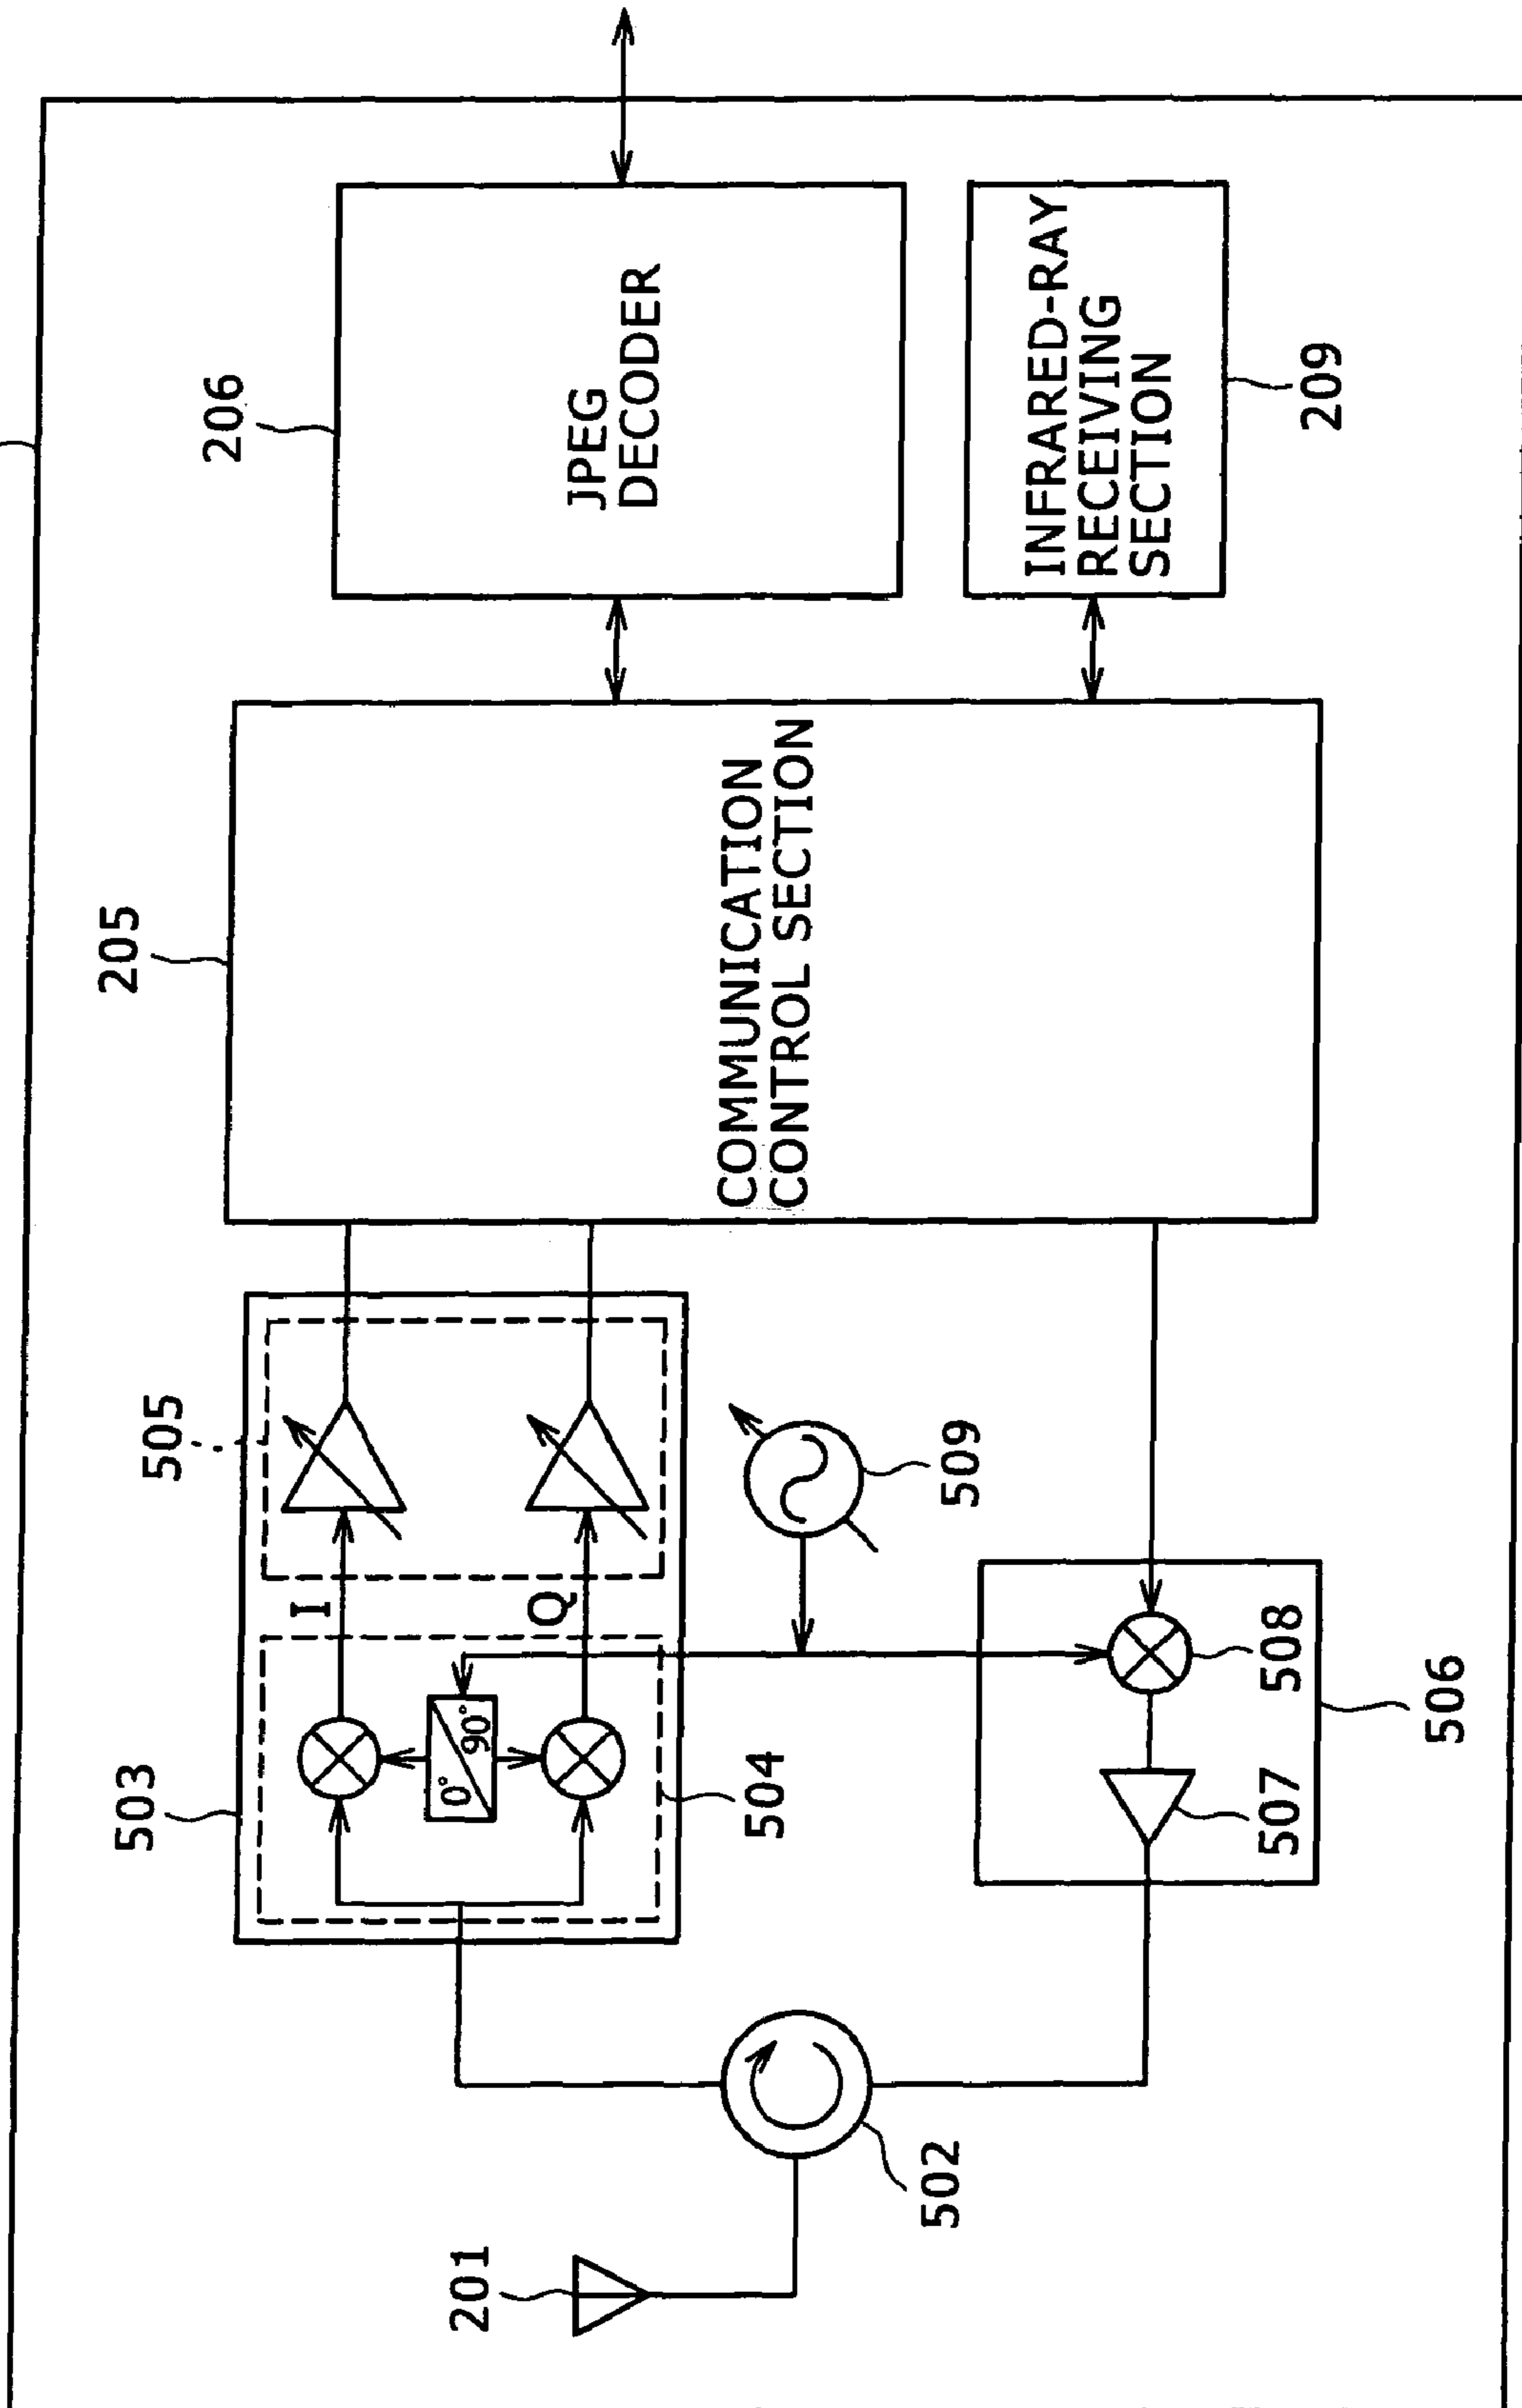 201
502
503
504
I
Q
0°
90°
505
509
506
507
508
205
COMMUNICATION
CONTROL SECTION
206
JPEG
DECODER
INFRARED-RAY
RECEIVING
SECTION
209